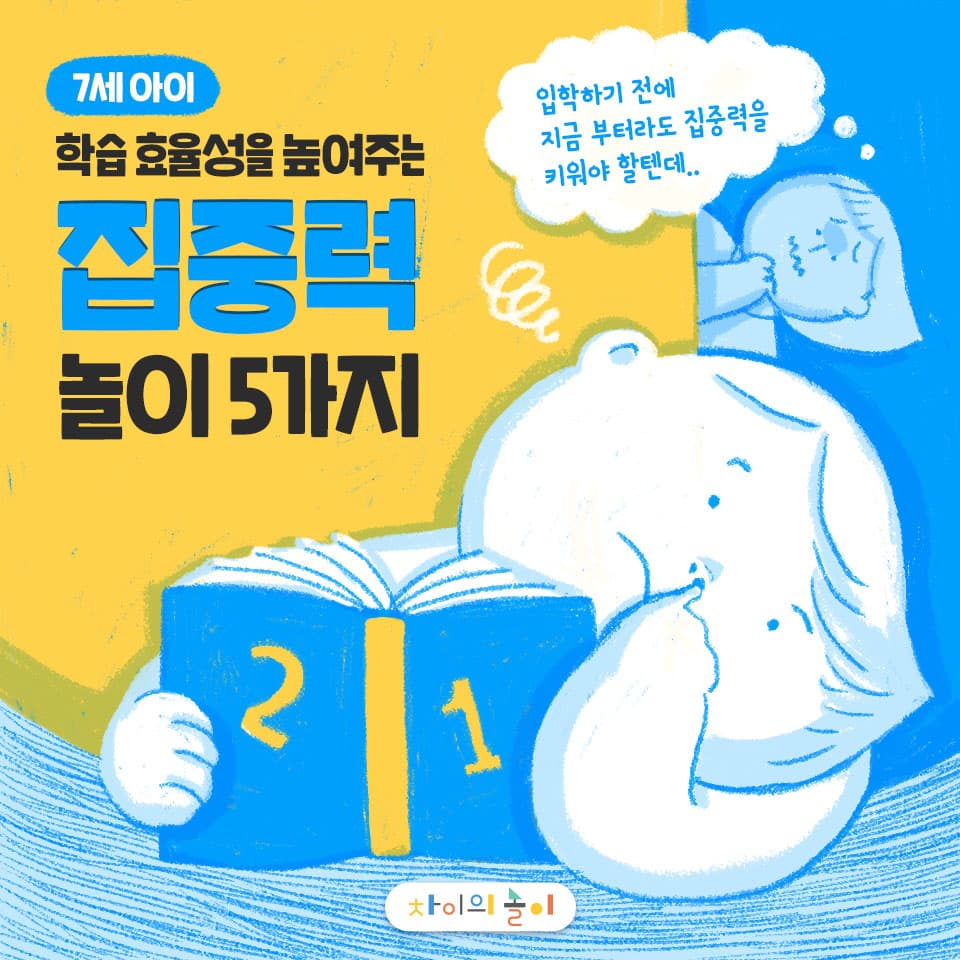 7세 아이
학습 효율성을 높여주는
집중력
놀이 5가지
입학하기 전에
지금 부터라도 집중력을
키워야 할텐데..
2 1
차이의 놀이